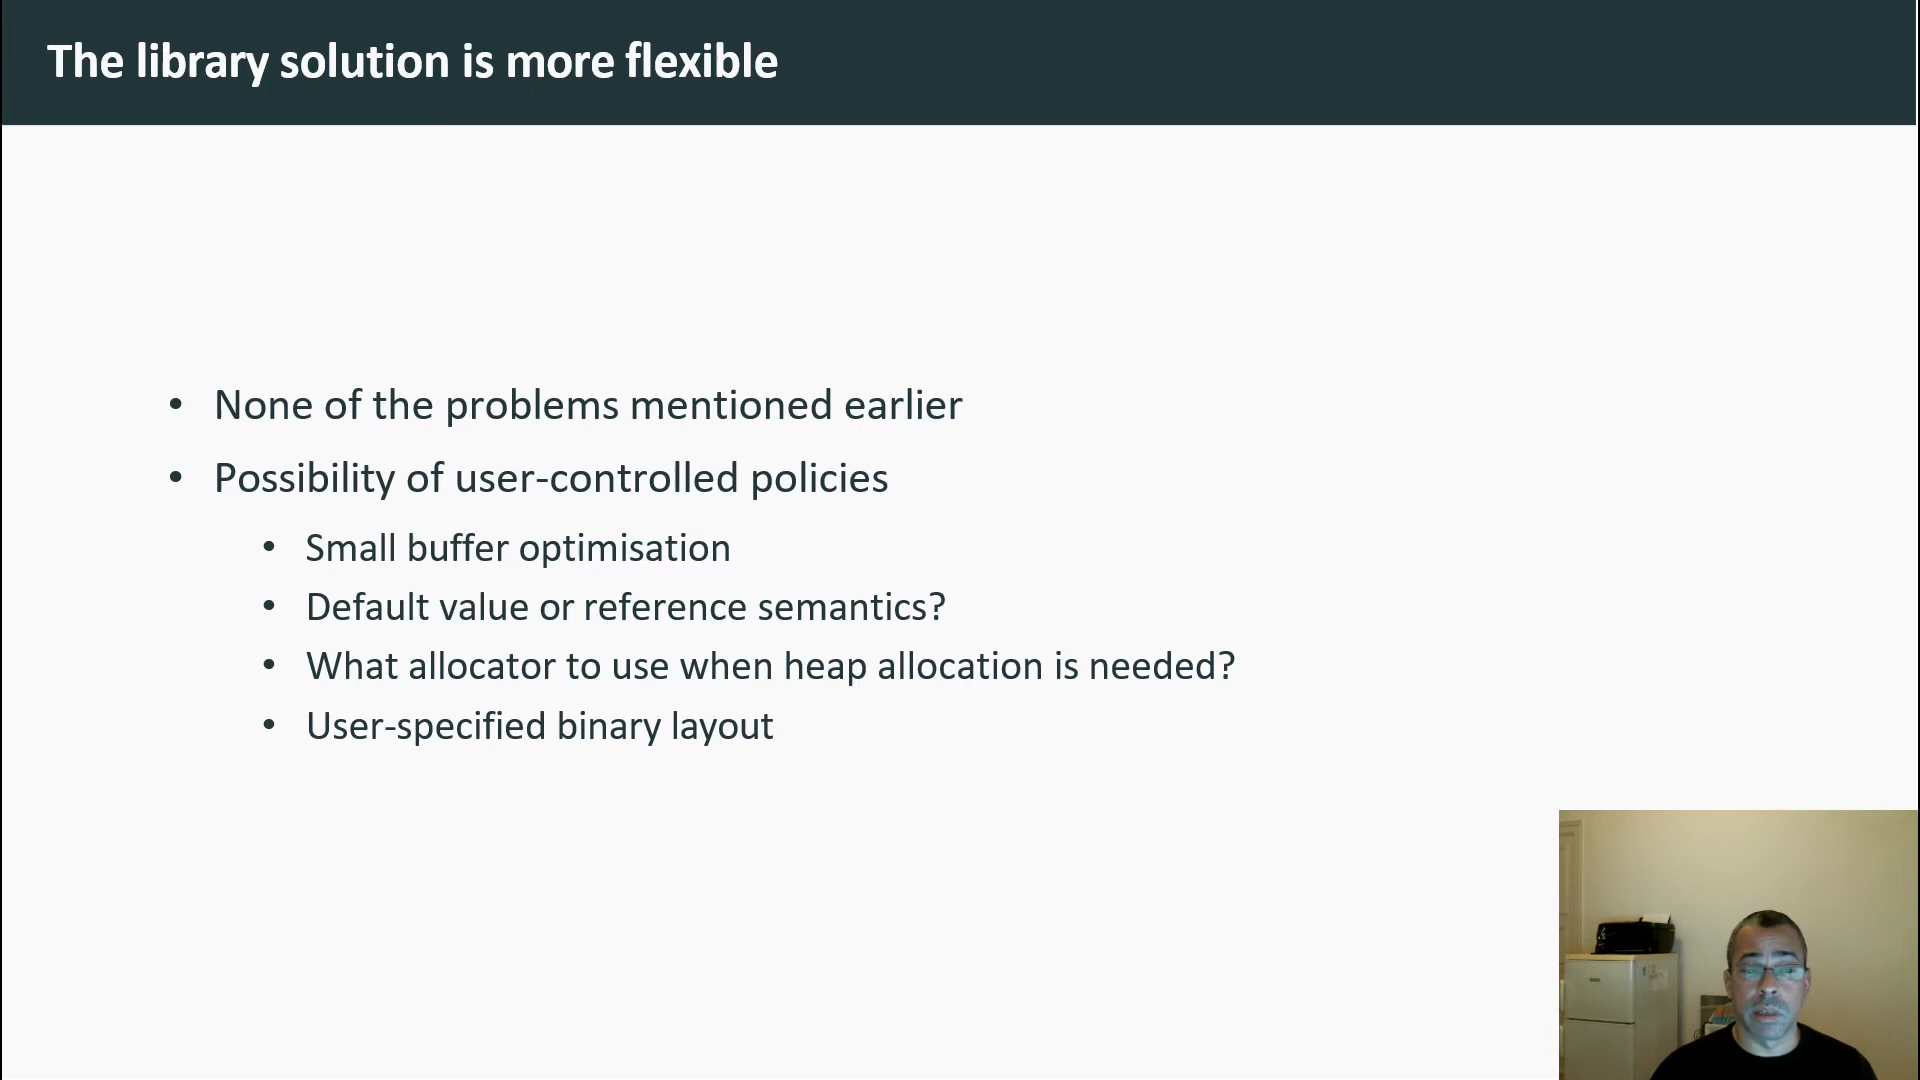 The library solution is more flexible
• None of the problems mentioned earlier
• Possibility of user-controlled policies
• Small buffer optimisation
• Default value or reference semantics?
• What allocator to use when heap allocation is needed?
• User-specified binary layout